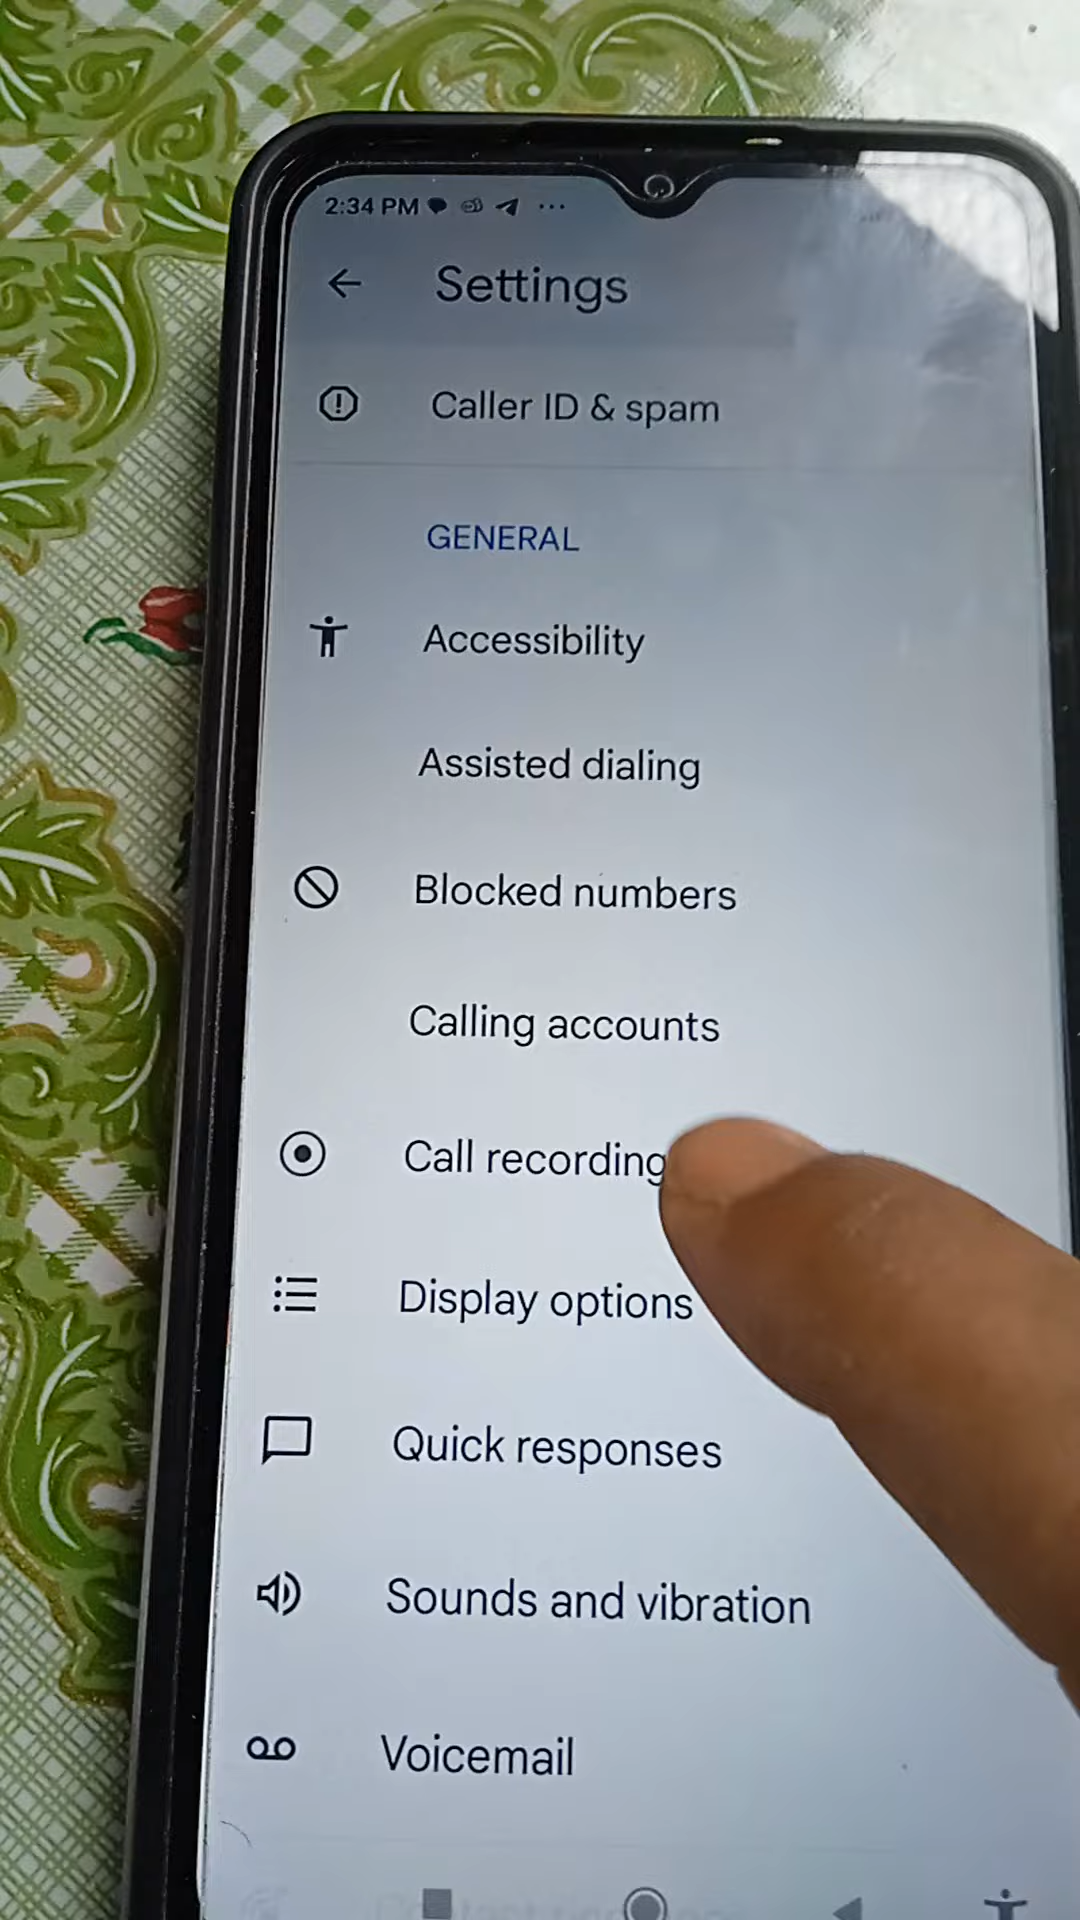 2:34 PM
Settings
Caller ID & spam
GENERAL
Accessibility
Assisted dialing
Blocked numbers
Calling accounts
Call recording
Display options
Quick responses
Sounds and vibration
Voicemail